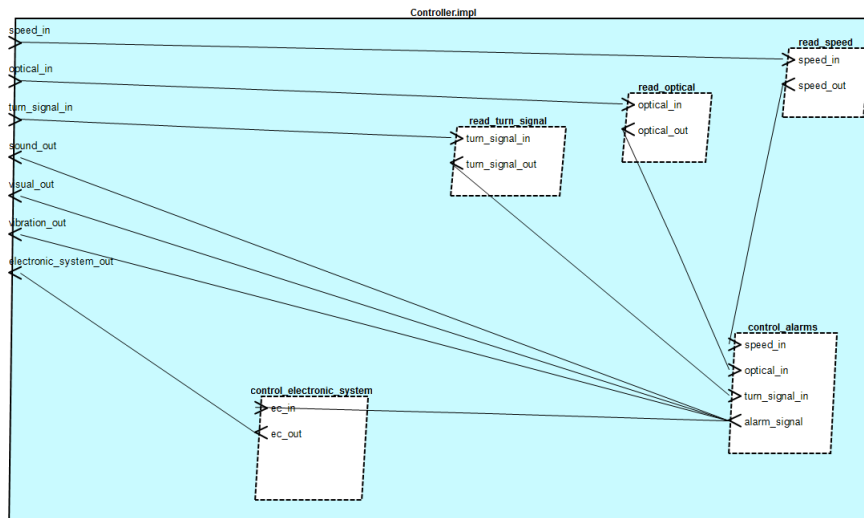 Controller.impl
speed_in
optical_in
turn_signal_in
sound_out
visual_out
vibration_out
electronic_system_out
read_speed
speed_in
speed_out
read_optical
optical_in
optical_out
read_turn_signal
turn_signal_in
turn_signal_out
control_alarms
speed_in
optical_in
turn_signal_in
alarm_signal
control_electronic_system
ec_in
ec_out